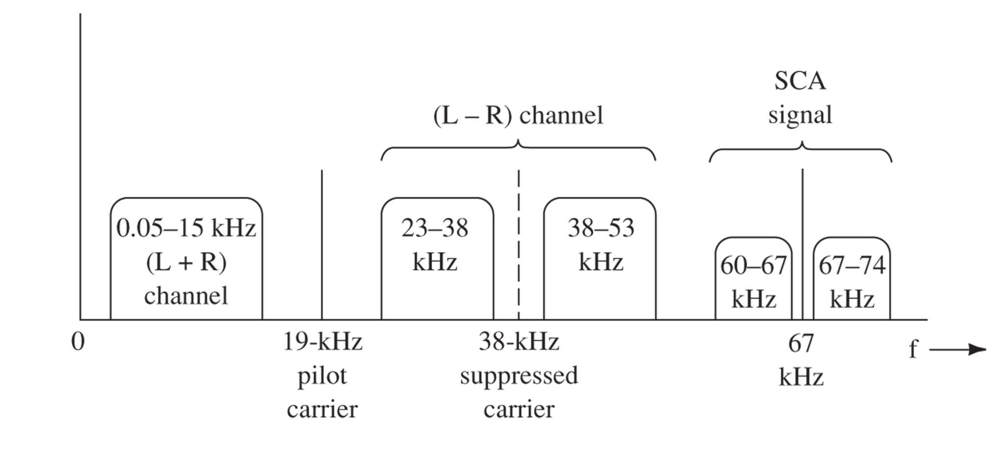 SCA
signal
(L – R) channel
0.05–15 kHz
(L + R)
channel
23–38
kHz
38–53
kHz
60–67
kHz
67–74
kHz
0
19-kHz
pilot
carrier
38-kHz
suppressed
carrier
67
kHz
f